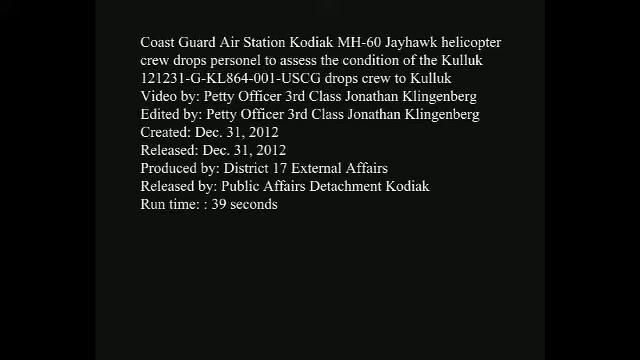 Coast Guard Air Station Kodiak MH-60 Jayhawk helicopter
crew drops personel to assess the condition of the Kulluk
121231-G-KL864-001-USCG drops crew to Kulluk
Video by: Petty Officer 3rd Class Jonathan Klingenberg
Edited by: Petty Officer 3rd Class Jonathan Klingenberg
Created: Dec. 31, 2012
Released: Dec. 31, 2012
Produced by: District 17 External Affairs
Released by: Public Affairs Detachment Kodiak
Run time: : 39 seconds